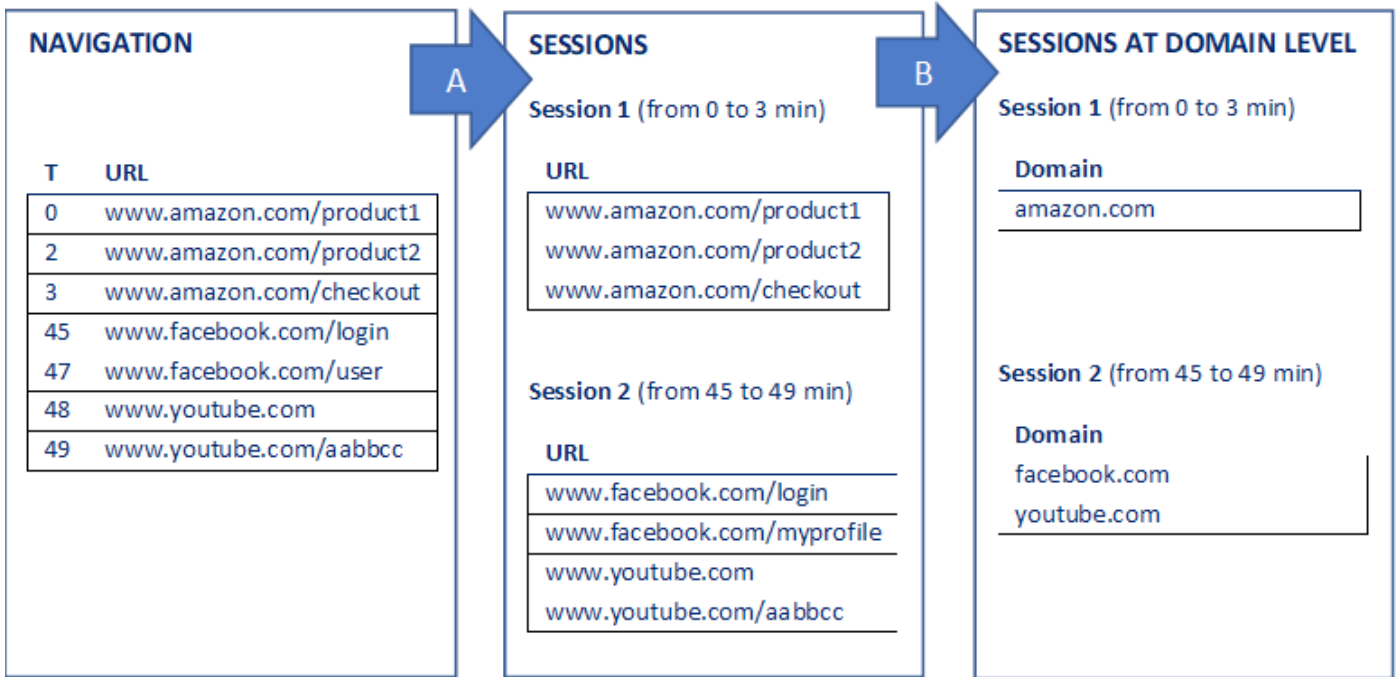 NAVIGATION
T URL
0 www.amazon.com/product1
2 www.amazon.com/product2
3 www.amazon.com/checkout
45 www.facebook.com/login
47 www.facebook.com/user
48 www.youtube.com
49 www.youtube.com/aabbcc
A
SESSIONS
Session 1 (from 0 to 3 min)
URL
www.amazon.com/product1
www.amazon.com/product2
www.amazon.com/checkout
Session 2 (from 45 to 49 min)
URL
www.facebook.com/login
www.facebook.com/myprofile
www.youtube.com
www.youtube.com/aabbcc
B
SESSIONS AT DOMAIN LEVEL
Session 1 (from 0 to 3 min)
Domain
amazon.com
Session 2 (from 45 to 49 min)
Domain
facebook.com
youtube.com